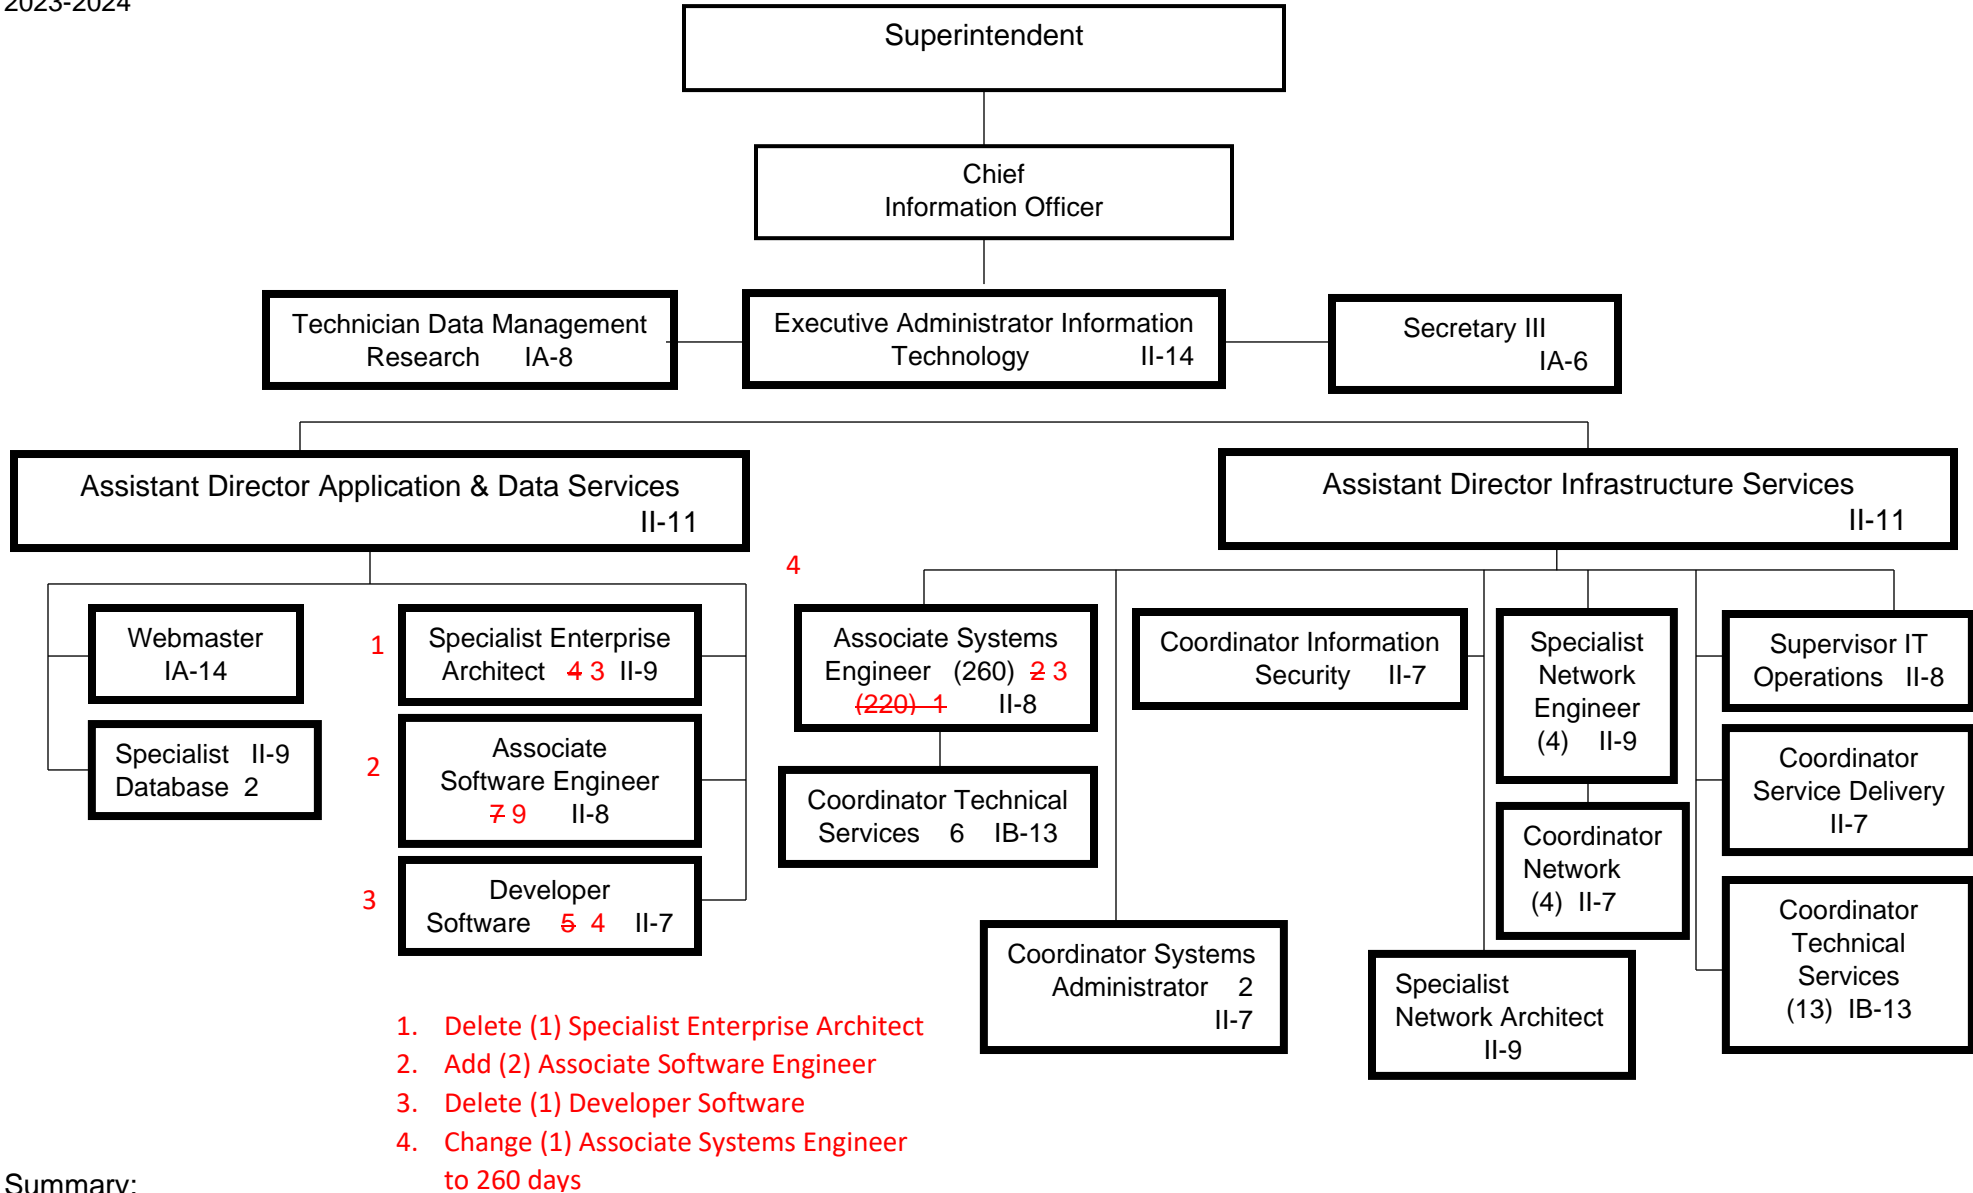 2023-2024
Superintendent
Chief
Information Officer
Technician Data Management
Research IA-8
Executive Administrator Information
Technology II-14
Secretary III
IA-6
Assistant Director Application & Data Services
II-11
Assistant Director Infrastructure Services
II-11
Webmaster
IA-14
Specialist II-9
Database 2
1
Specialist Enterprise
Architect 4 3 II-9
2
Associate
Software Engineer
7 9 II-8
3
Developer
Software 5 4 II-7
4
Associate Systems
Engineer (260) 2 3
(220) 1 II-8
Coordinator Technical
Services 6 IB-13
Coordinator Systems
Administrator 2
II-7
Coordinator Information
Security II-7
Specialist
Network Architect
II-9
Specialist
Network
Engineer
(4) II-9
Coordinator
Network
(4) II-7
Supervisor IT
Operations II-8
Coordinator
Service Delivery
II-7
Coordinator
Technical
Services
(13) IB-13
1. Delete (1) Specialist Enterprise Architect
2. Add (2) Associate Software Engineer
3. Delete (1) Developer Software
4. Change (1) Associate Systems Engineer
to 260 days
Summary: